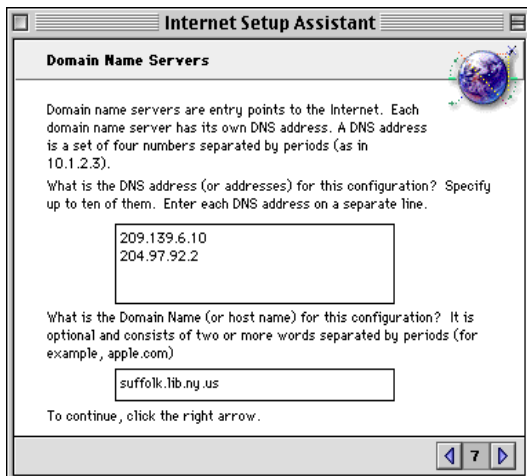 Internet Setup Assistant
Domain Name Servers
Domain name servers are entry points to the Internet. Each
domain name server has its own DNS address. A DNS address
is a set of four numbers separated by periods (as in
10.1.2.3).
What is the DNS address (or addresses) for this configuration? Specify
up to ten of them. Enter each DNS address on a separate line.
209.139.6.10
204.97.92.2
What is the Domain Name (or host name) for this configuration? It is
optional and consists of two or more words separated by periods (for
example, apple.com)
suffolk.lib.ny.us
To continue, click the right arrow.
7